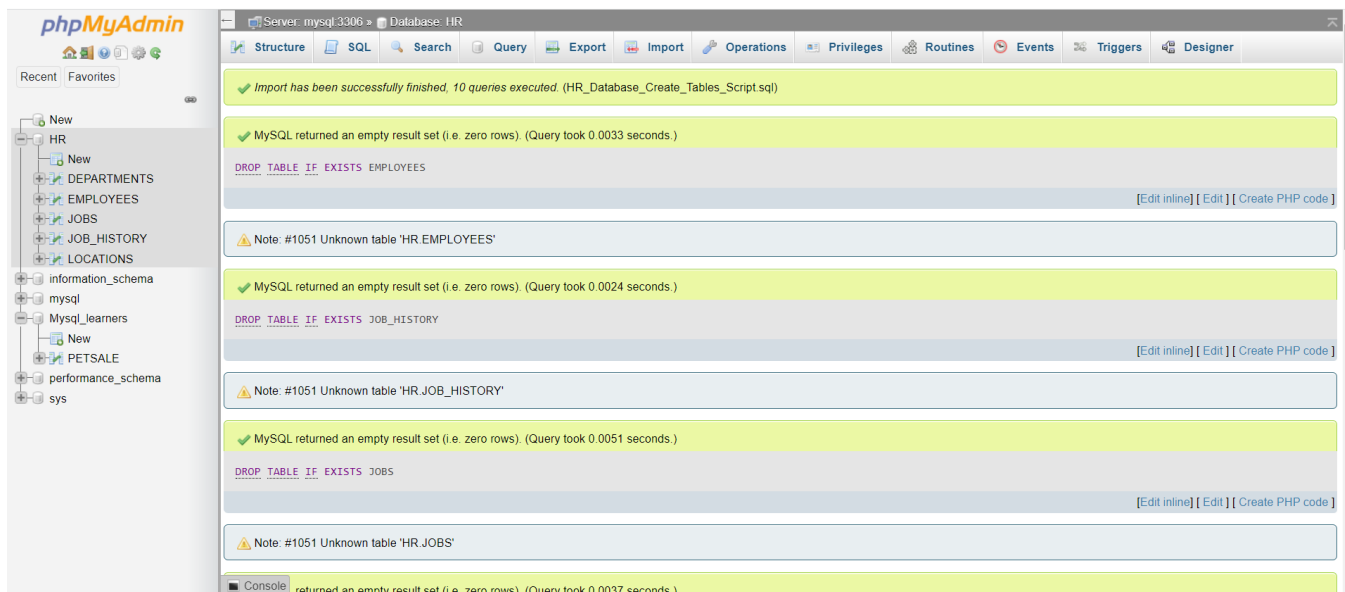 phpMyAdmin
Recent Favorites
New
HR
New
DEPARTMENTS
EMPLOYEES
JOBS
JOB_HISTORY
LOCATIONS
information_schema
mysql
Mysql_learners
New
PETSALE
performance_schema
sys
Server: mysql:3306 » Database: HR
Structure SQL Search Query Export Import Operations Privileges Routines Events Triggers Designer
Import has been successfully finished, 10 queries executed. (HR_Database_Create_Tables_Script.sql)
MySQL returned an empty result set (i.e. zero rows). (Query took 0.0033 seconds.)
DROP TABLE IF EXISTS EMPLOYEES
[Edit inline] [ Edit ] [ Create PHP code ]
Note: #1051 Unknown table 'HR.EMPLOYEES'
MySQL returned an empty result set (i.e. zero rows). (Query took 0.0024 seconds.)
DROP TABLE IF EXISTS JOB_HISTORY
[Edit inline] [ Edit ] [ Create PHP code ]
Note: #1051 Unknown table 'HR.JOB_HISTORY'
MySQL returned an empty result set (i.e. zero rows). (Query took 0.0051 seconds.)
DROP TABLE IF EXISTS JOBS
[Edit inline] [ Edit ] [ Create PHP code ]
Note: #1051 Unknown table 'HR.JOBS'
Console returned an empty result set (i.e. zero rows). (Query took 0.0037 seconds.)